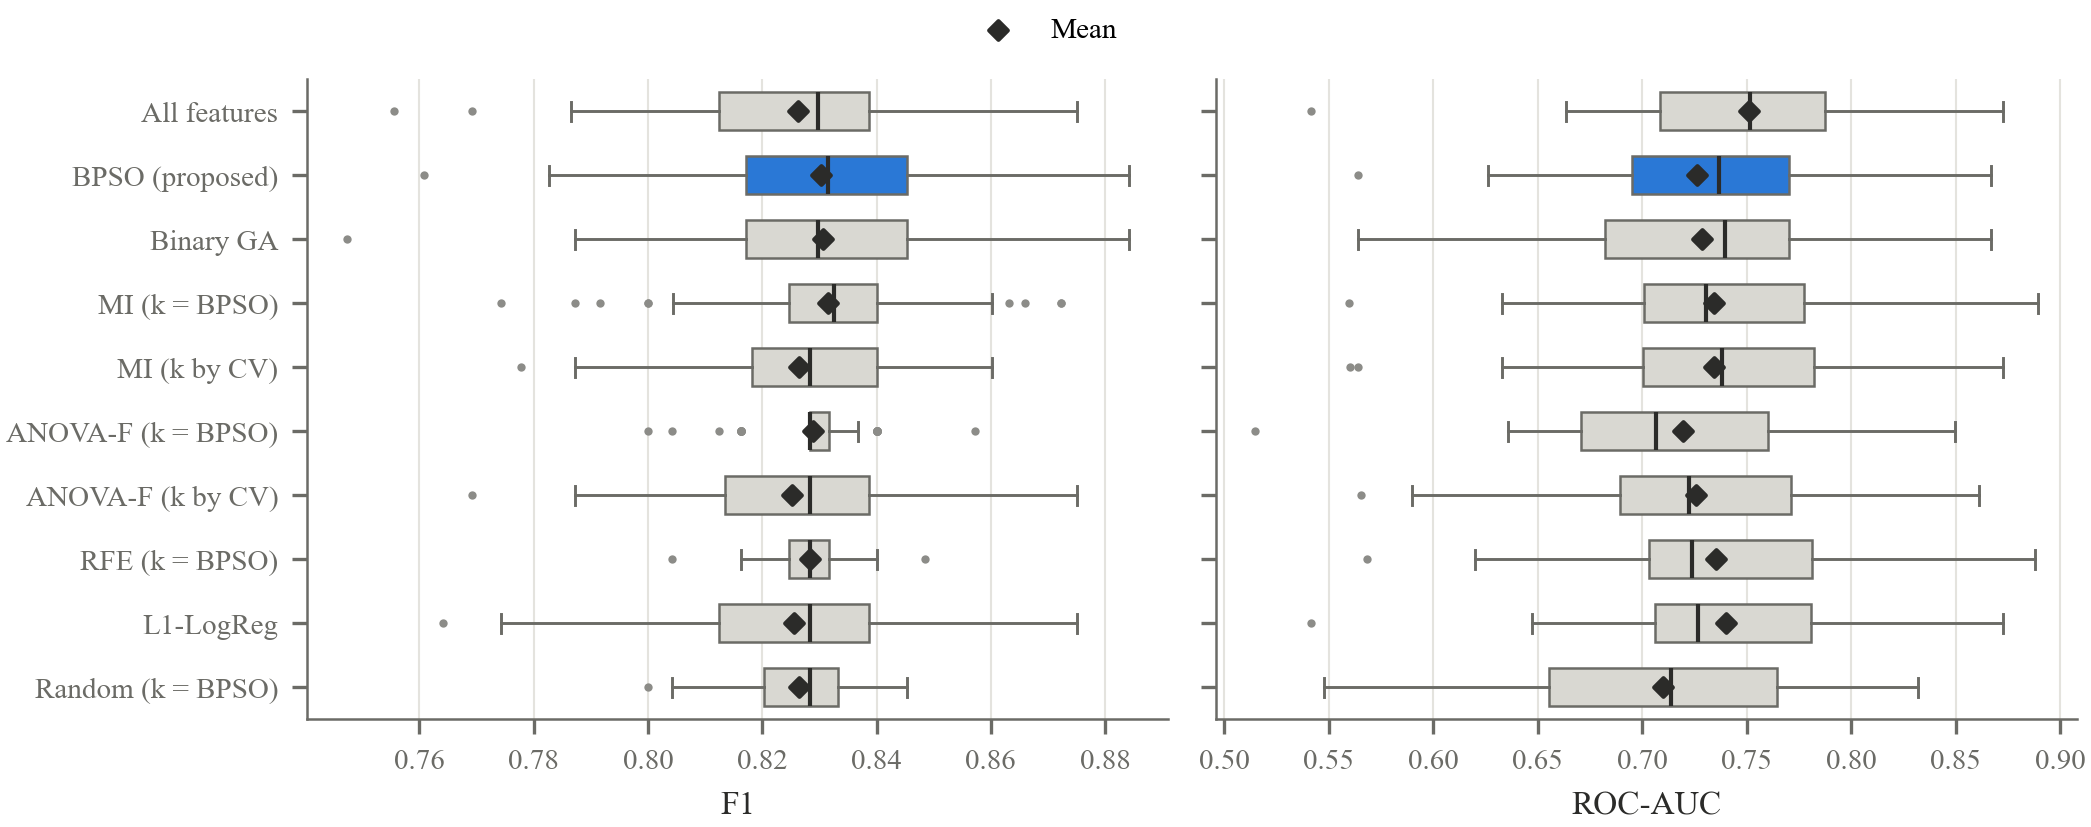 Mean
All features
BPSO (proposed)
Binary GA
MI (k = BPSO)
MI (k by CV)
ANOVA-F (k = BPSO)
ANOVA-F (k by CV)
RFE (k = BPSO)
L1-LogReg
Random (k = BPSO)
0.76 0.78 0.80 0.82 0.84 0.86 0.88
F1
0.50 0.55 0.60 0.65 0.70 0.75 0.80 0.85 0.90
ROC-AUC